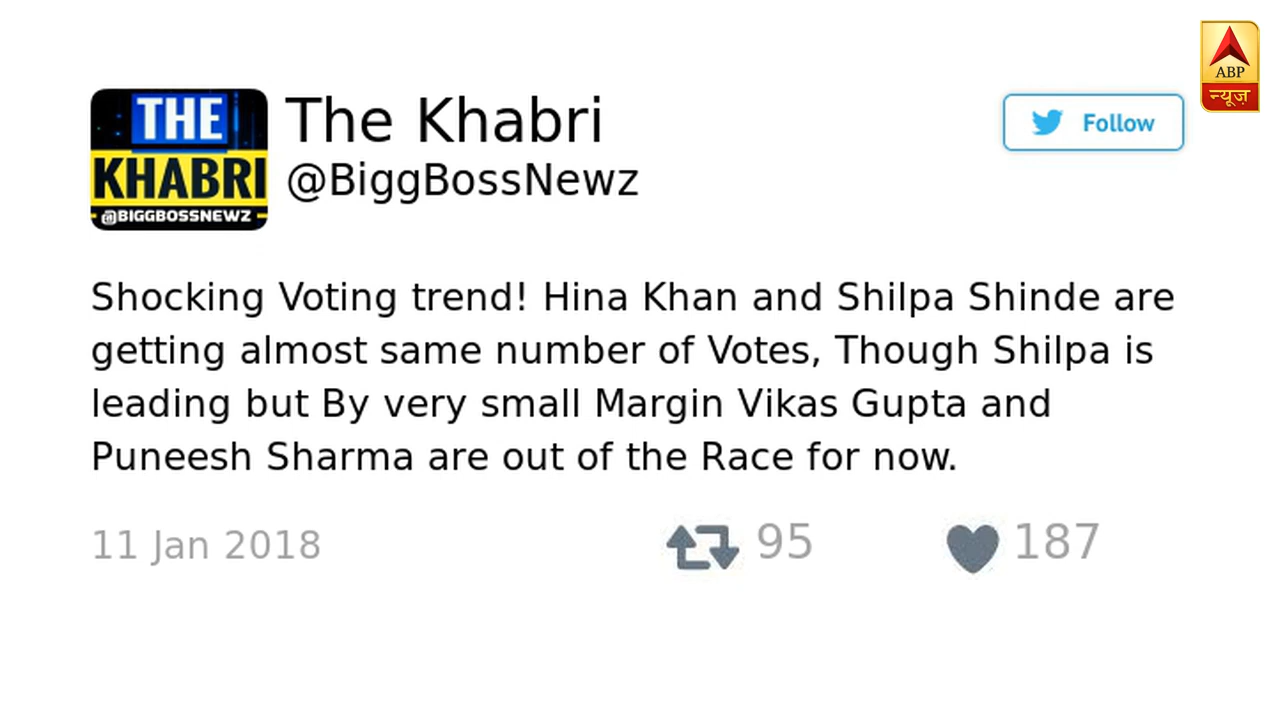 ABP
न्यूज़
THE
KHABRI
@BIGGBOSSNEWZ
The Khabri
@BiggBossNewz
Follow
Shocking Voting trend! Hina Khan and Shilpa Shinde are
getting almost same number of Votes, Though Shilpa is
leading but By very small Margin Vikas Gupta and
Puneesh Sharma are out of the Race for now.
11 Jan 2018
95
187